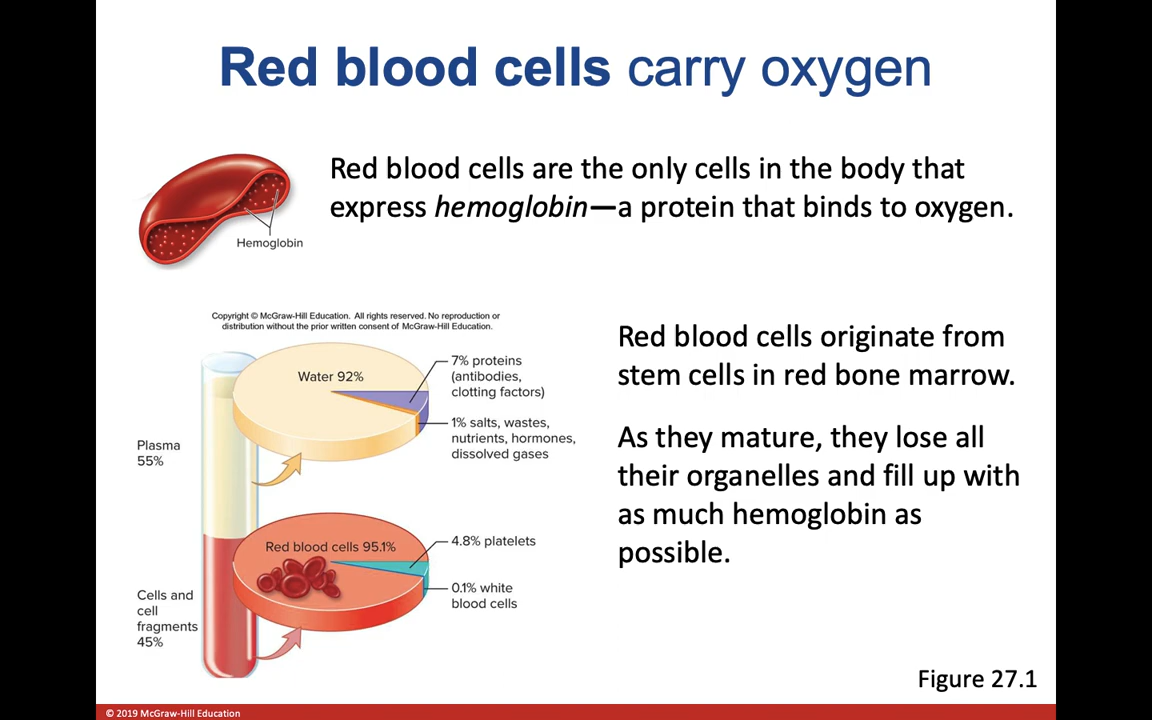 Red blood cells carry oxygen
Red blood cells are the only cells in the body that
express hemoglobin—a protein that binds to oxygen.
Hemoglobin
Copyright © McGraw-Hill Education. All rights reserved. No reproduction or
distribution without the prior written consent of McGraw-Hill Education.
Water 92%
7% proteins
(antibodies,
clotting factors)
1% salts, wastes,
nutrients, hormones,
dissolved gases
Plasma
55%
Red blood cells 95.1%
4.8% platelets
0.1% white
blood cells
Cells and
cell
fragments
45%
Red blood cells originate from
stem cells in red bone marrow.
As they mature, they lose all
their organelles and fill up with
as much hemoglobin as
possible.
Figure 27.1
© 2019 McGraw-Hill Education